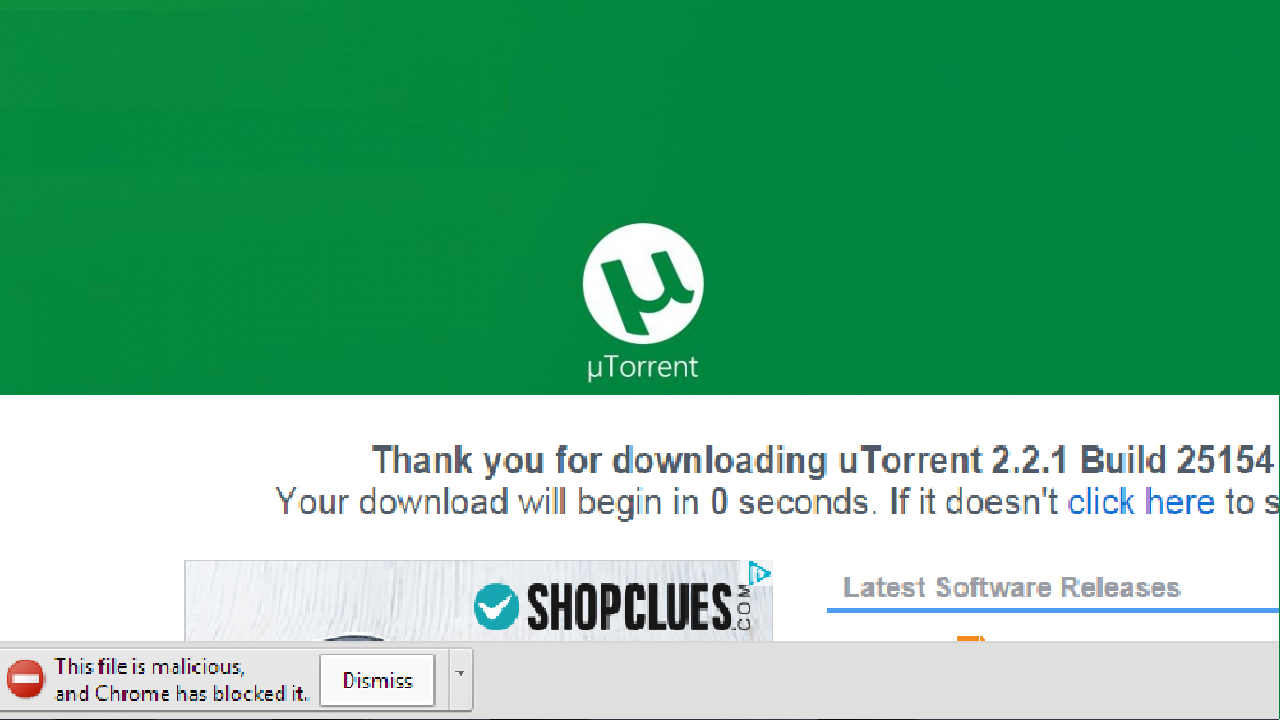 µTorrent
Thank you for downloading uTorrent 2.2.1 Build 25154
Your download will begin in 0 seconds. If it doesn't click here to s
SHOPCLUES.COM
Latest Software Releases
This file is malicious,
and Chrome has blocked it.
Dismiss